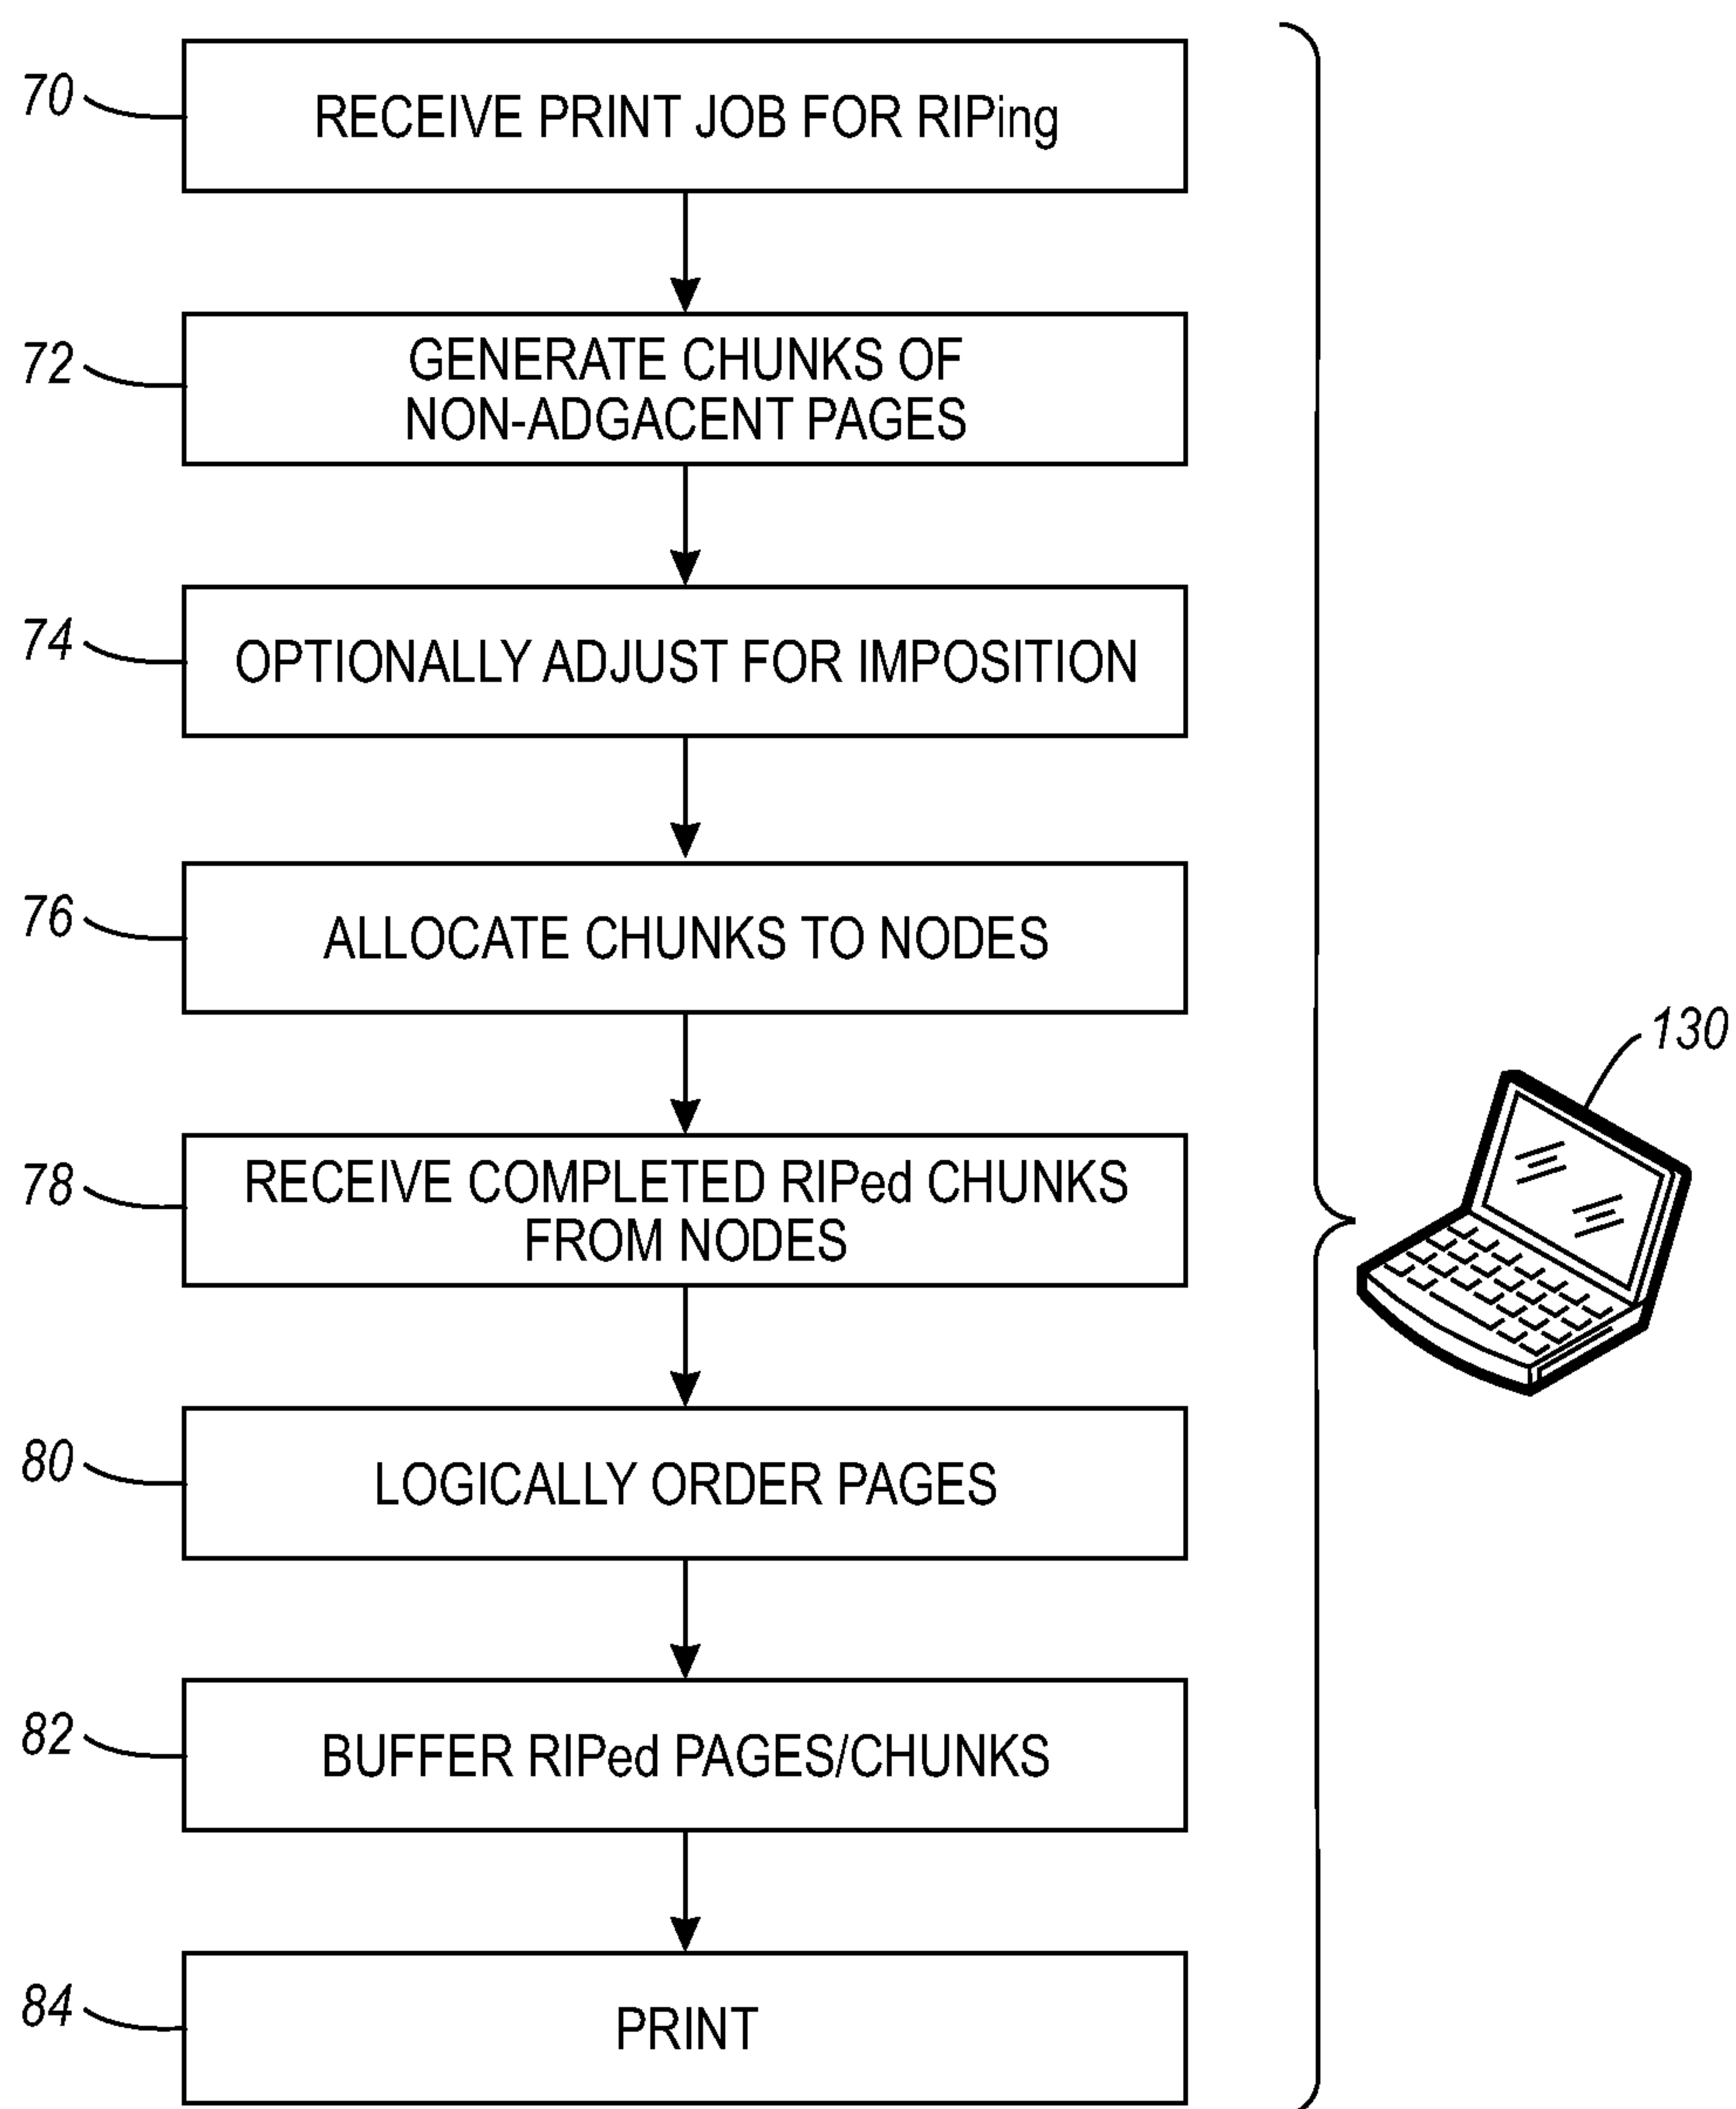 70
RECEIVE PRINT JOB FOR RIPing
72
GENERATE CHUNKS OF
NON-ADGACENT PAGES
74
OPTIONALLY ADJUST FOR IMPOSITION
76
ALLOCATE CHUNKS TO NODES
130
78
RECEIVE COMPLETED RIPed CHUNKS
FROM NODES
80
LOGICALLY ORDER PAGES
82
BUFFER RIPed PAGES/CHUNKS
84
PRINT